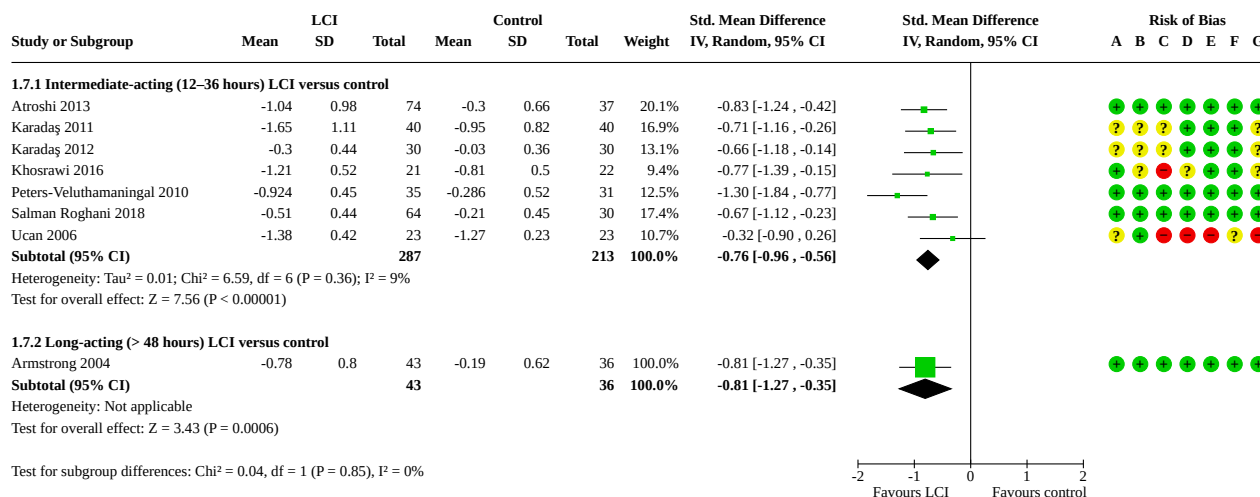 LCI Control Std. Mean Difference Std. Mean Difference Risk of Bias
Study or Subgroup Mean SD Total Mean SD Total Weight IV, Random, 95% CI IV, Random, 95% CI A B C D E F G
1.7.1 Intermediate-acting (12–36 hours) LCI versus control
Atroshi 2013 -1.04 0.98 74 -0.3 0.66 37 20.1% -0.83 [-1.24 , -0.42] + + + + + + +
Karadaş 2011 -1.65 1.11 40 -0.95 0.82 40 16.9% -0.71 [-1.16 , -0.26] ? ? ? + + + ?
Karadaş 2012 -0.3 0.44 30 -0.03 0.36 30 13.1% -0.66 [-1.18 , -0.14] ? ? ? + + + ?
Khosrawi 2016 -1.21 0.52 21 -0.81 0.5 22 9.4% -0.77 [-1.39 , -0.15] + ? − ? + + ?
Peters-Veluthamaningal 2010 -0.924 0.45 35 -0.286 0.52 31 12.5% -1.30 [-1.84 , -0.77] + + + + + + +
Salman Roghani 2018 -0.51 0.44 64 -0.21 0.45 30 17.4% -0.67 [-1.12 , -0.23] + + + + + + +
Ucan 2006 -1.38 0.42 23 -1.27 0.23 23 10.7% -0.32 [-0.90 , 0.26] ? + − − − ? −
Subtotal (95% CI) 287 213 100.0% -0.76 [-0.96 , -0.56]
Heterogeneity: Tau² = 0.01; Chi² = 6.59, df = 6 (P = 0.36); I² = 9%
Test for overall effect: Z = 7.56 (P < 0.00001)
1.7.2 Long-acting (> 48 hours) LCI versus control
Armstrong 2004 -0.78 0.8 43 -0.19 0.62 36 100.0% -0.81 [-1.27 , -0.35] + + + + + + +
Subtotal (95% CI) 43 36 100.0% -0.81 [-1.27 , -0.35]
Heterogeneity: Not applicable
Test for overall effect: Z = 3.43 (P = 0.0006)
Test for subgroup differences: Chi² = 0.04, df = 1 (P = 0.85), I² = 0%
-2 -1 0 1 2
Favours LCI Favours control